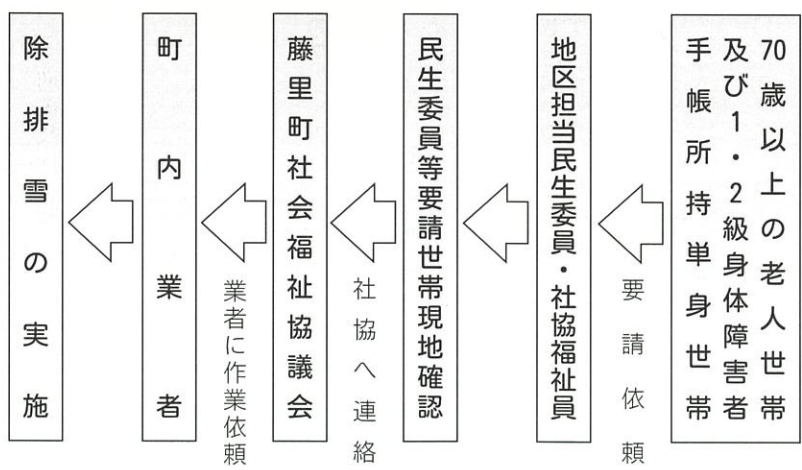 70歳以上の老人世帯
及び1・2級身体障害者
手帳所持単身世帯
要請依頼
地区担当民生委員・社協福祉員
民生委員等要請世帯現地確認
社協へ連絡
藤里町社会福祉協議会
業者に作業依頼
町内業者
除排雪の実施